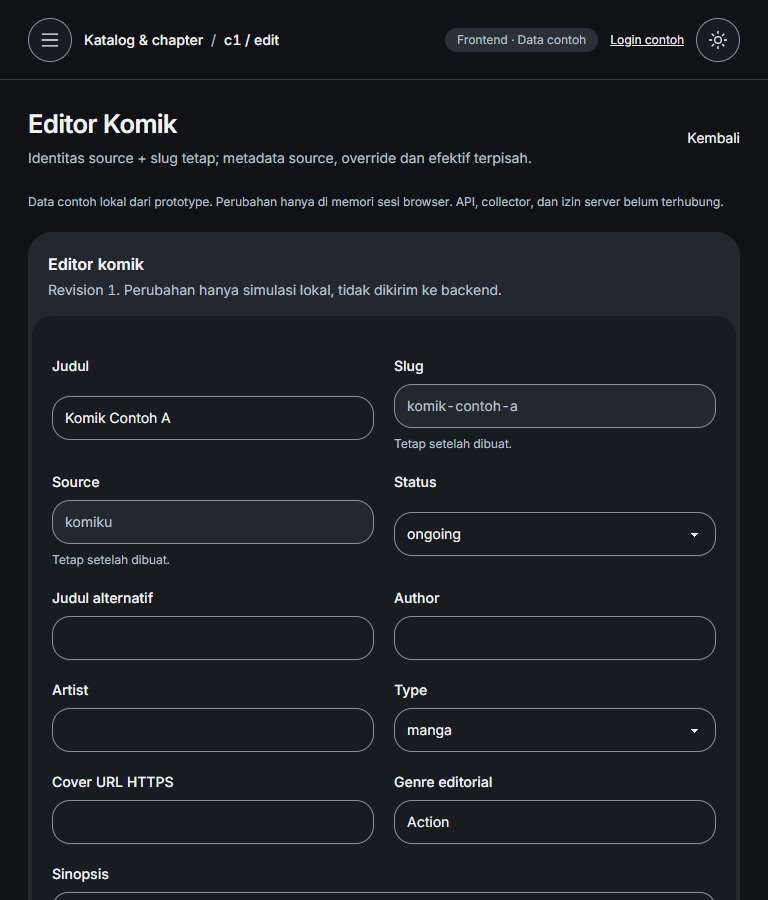 Katalog & chapter / c1 / edit
Frontend · Data contoh
Login contoh
Editor Komik
Kembali
Identitas source + slug tetap; metadata source, override dan efektif terpisah.
Data contoh lokal dari prototype. Perubahan hanya di memori sesi browser. API, collector, dan izin server belum terhubung.
Editor komik
Revision 1. Perubahan hanya simulasi lokal, tidak dikirim ke backend.
Judul
Komik Contoh A
Slug
komik-contoh-a
Tetap setelah dibuat.
Source
komiku
Tetap setelah dibuat.
Status
ongoing
Judul alternatif
Author
Artist
Type
manga
Cover URL HTTPS
Genre editorial
Action
Sinopsis